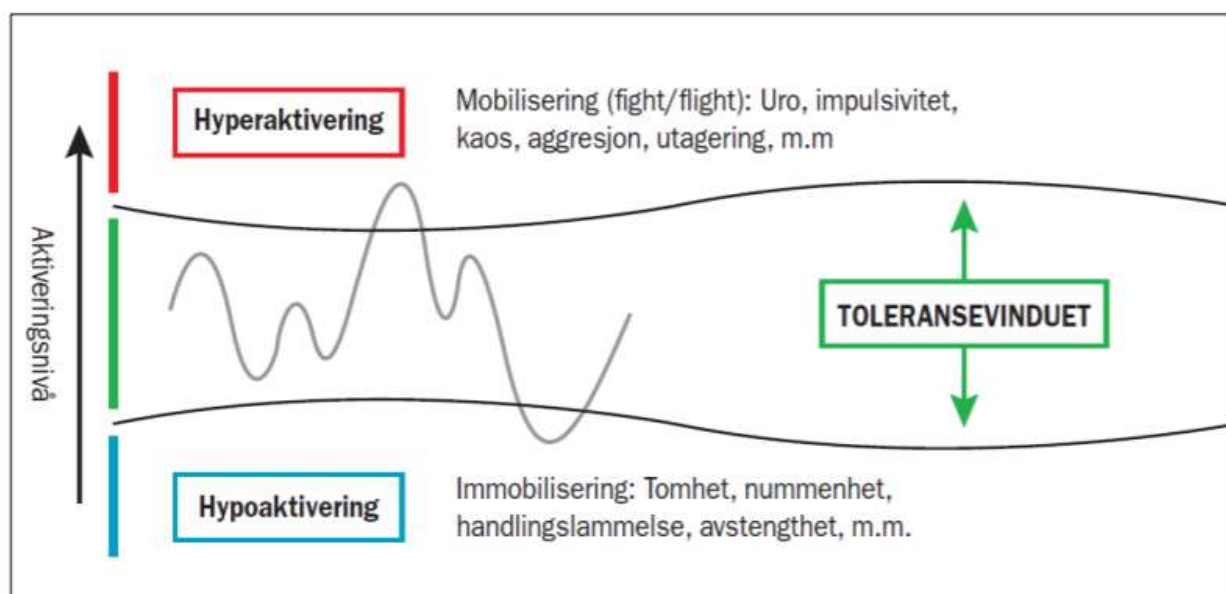 Hyperaktivering
Mobilisering (fight/flight): Uro, impulsivitet,
kaos, aggresjon, utagering, m.m
Aktiveringsnivå
TOLERANSEVINDUET
Hypoaktivering
Immobilisering: Tomhet, nummenhet,
handlingslammelse, avstengthet, m.m.